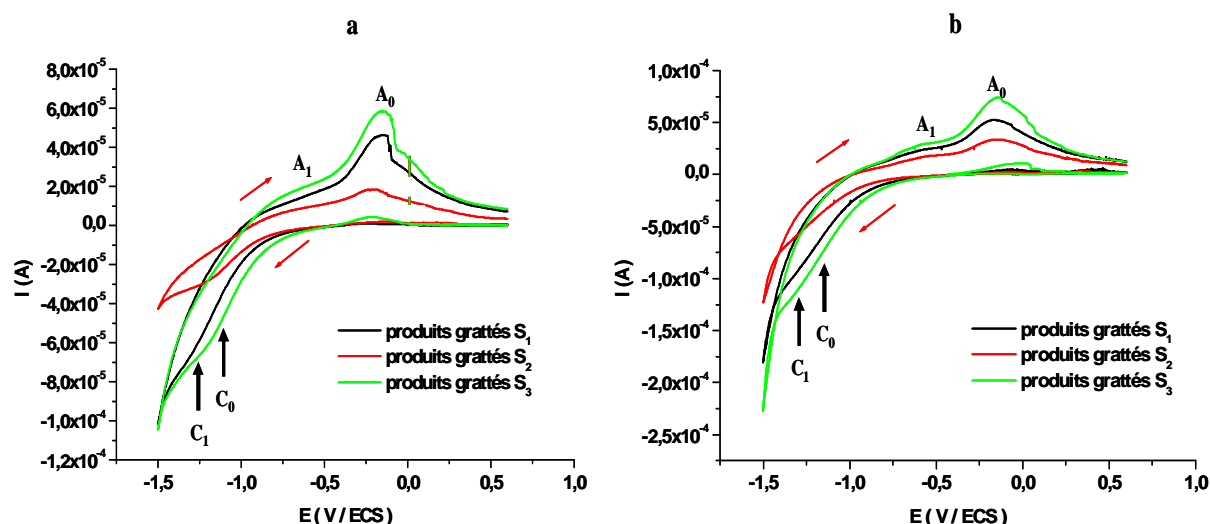 a
8,0x10⁻⁵
6,0x10⁻⁵
4,0x10⁻⁵
2,0x10⁻⁵
0,0
-2,0x10⁻⁵
-4,0x10⁻⁵
-6,0x10⁻⁵
-8,0x10⁻⁵
-1,0x10⁻⁴
-1,2x10⁻⁴
I (A)
A₀
A₁
C₀
C₁
produits grattés S₁
produits grattés S₂
produits grattés S₃
-1,5 -1,0 -0,5 0,0 0,5 1,0
E ( V / ECS)
b
1,0x10⁻⁴
5,0x10⁻⁵
0,0
-5,0x10⁻⁵
-1,0x10⁻⁴
-1,5x10⁻⁴
-2,0x10⁻⁴
-2,5x10⁻⁴
I (A)
A₀
A₁
C₀
C₁
produits grattés S₁
produits grattés S₂
produits grattés S₃
-1,5 -1,0 -0,5 0,0 0,5 1,0
E ( V / ECS)